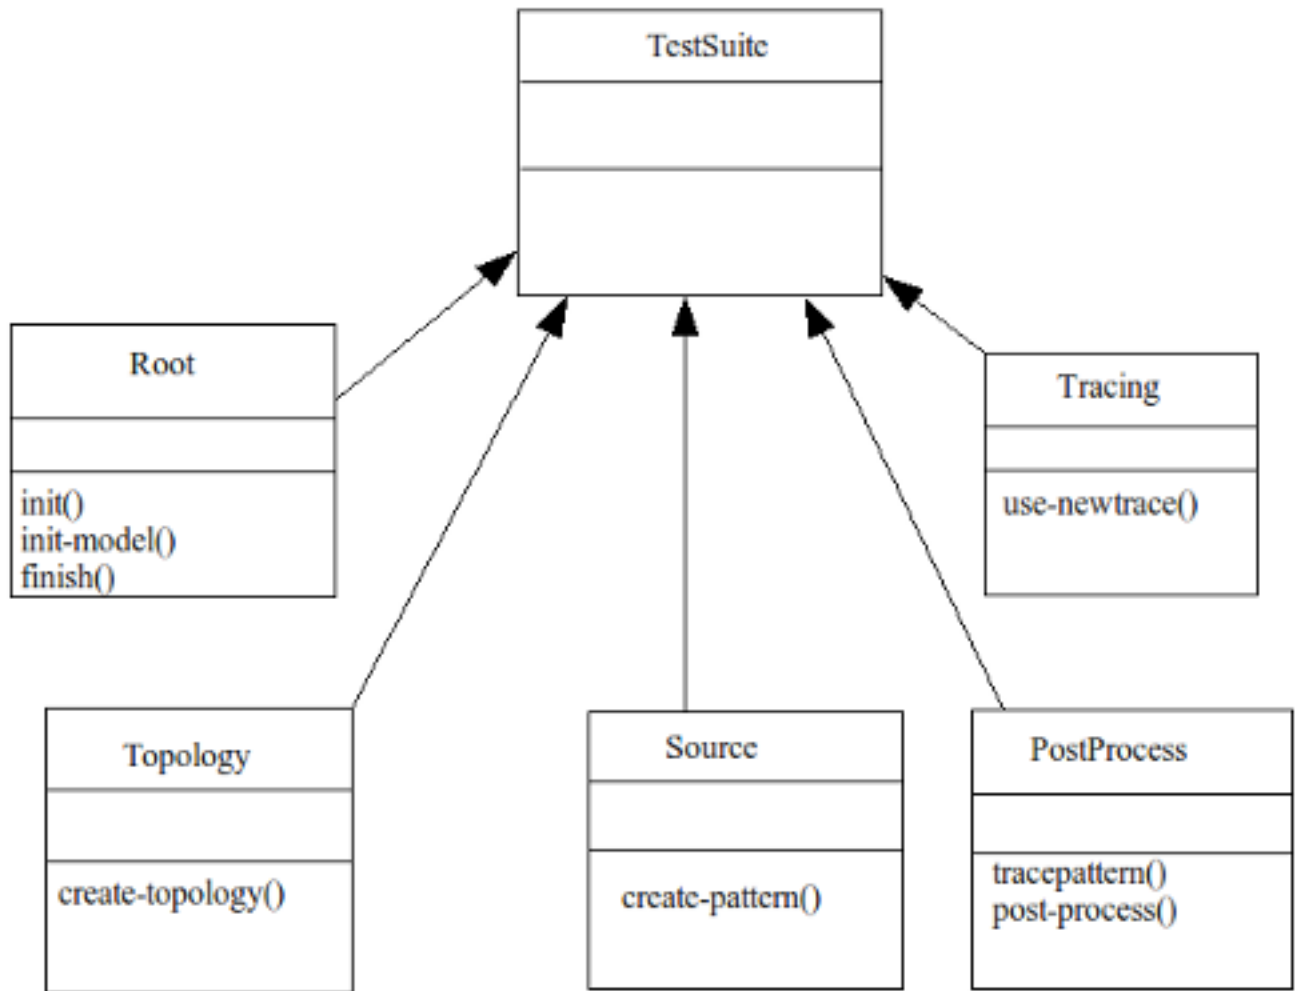 TestSuite
Root
init()
init-model()
finish()
Tracing
use-newtrace()
Topology
create-topology()
Source
create-pattern()
PostProcess
tracepattern()
post-process()